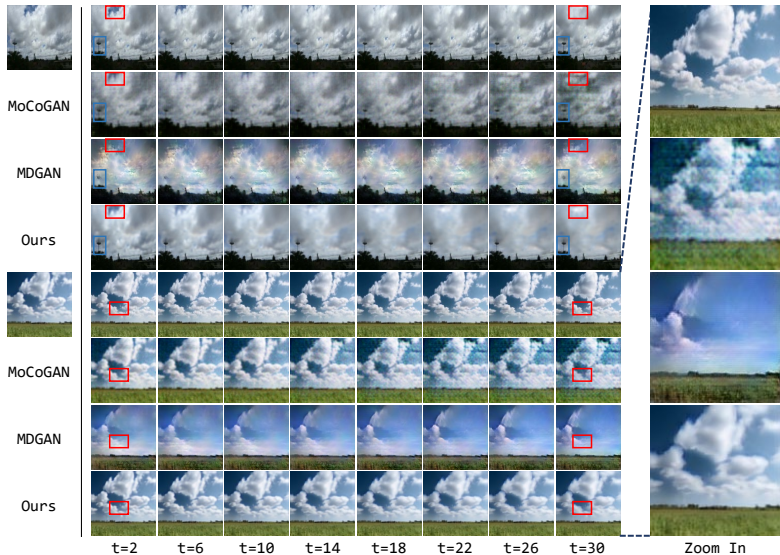 MoCoGAN
MDGAN
Ours
MoCoGAN
MDGAN
Ours
t=2 t=6 t=10 t=14 t=18 t=22 t=26 t=30 Zoom In